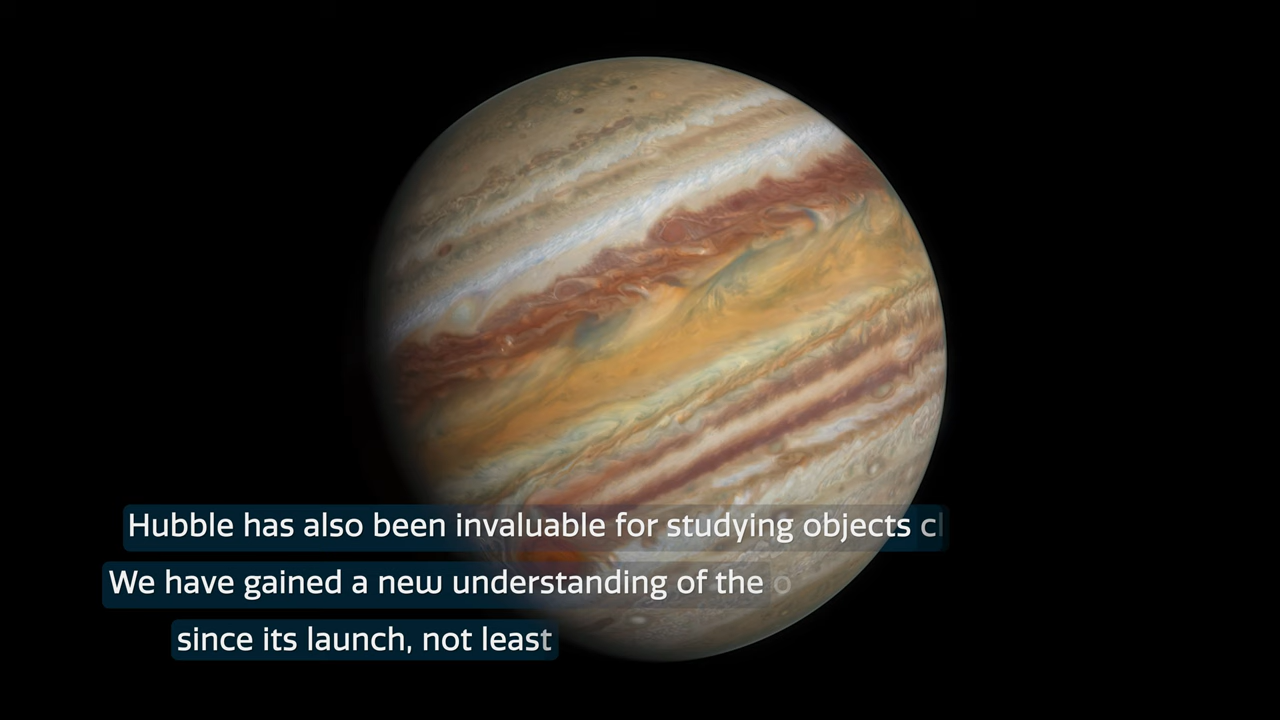 Hubble has also been invaluable for studying objects
We have gained a new understanding of the
since its launch, not least